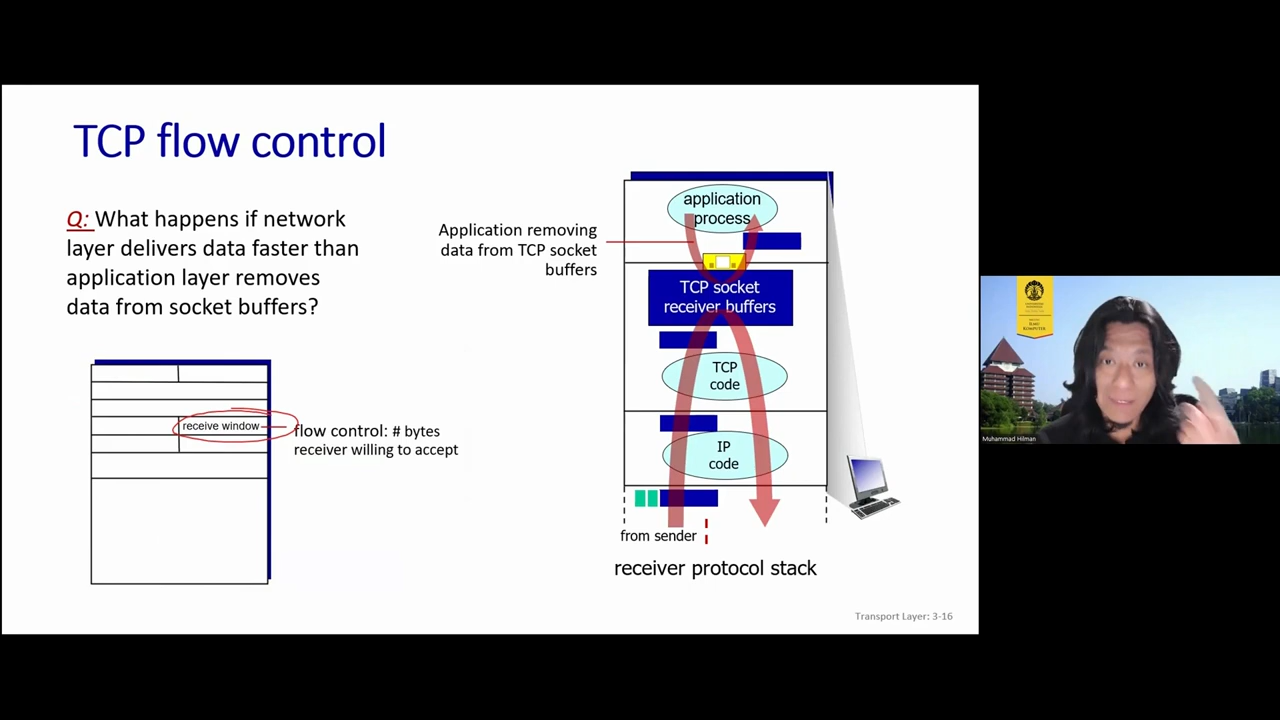 TCP flow control
Q: What happens if network
layer delivers data faster than
application layer removes
data from socket buffers?
receive window
flow control: # bytes
receiver willing to accept
Application removing
data from TCP socket
buffers
application
process
TCP socket
receiver buffers
TCP
code
IP
code
from sender
receiver protocol stack
Transport Layer: 3-16
ILMU
KOMPUTER
Muhammad Hilman